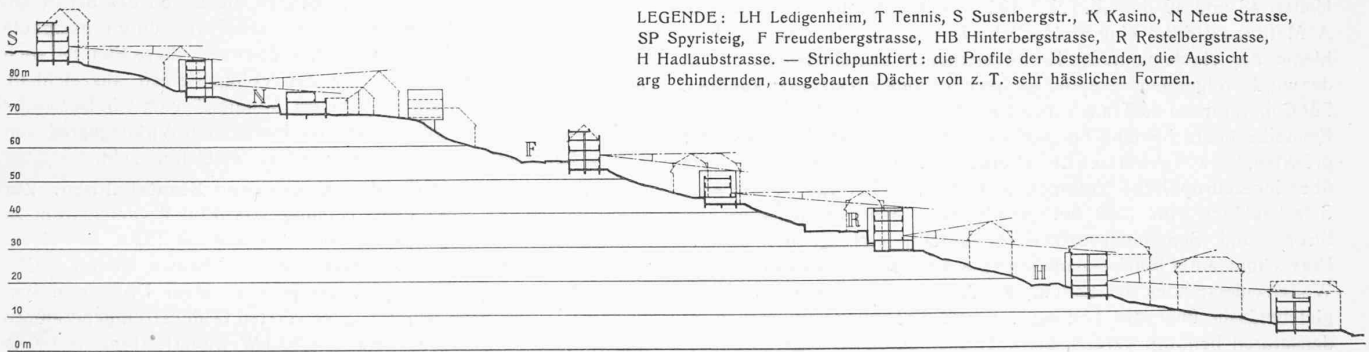 LEGENDE: LH Ledigenheim, T Tennis, S Susenbergstr., K Kasino, N Neue Strasse,
SP Spyristeig, F Freudenbergstrasse, HB Hinterbergstrasse, R Restelbergstrasse,
H Hadlaubstrasse. — Strichpunktiert: die Profile der bestehenden, die Aussicht
arg behindernden, ausgebauten Dächer von z. T. sehr hässlichen Formen.
S
80 m
N
70
60
F
50
40
R
30
H
20
10
0 m